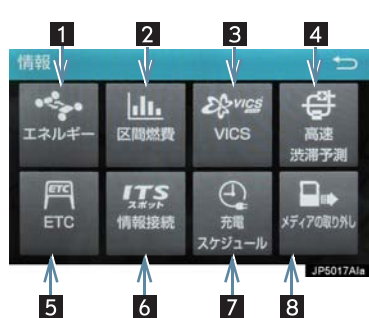 1 2 3 4
情報
エネルギー
区間燃費
VICS
VICS
高速
渋滞予測
ETC
ETC
ITS
スポット
情報接続
充電
スケジュール
メディアの取り外し
JP5017AIa
5 6 7 8